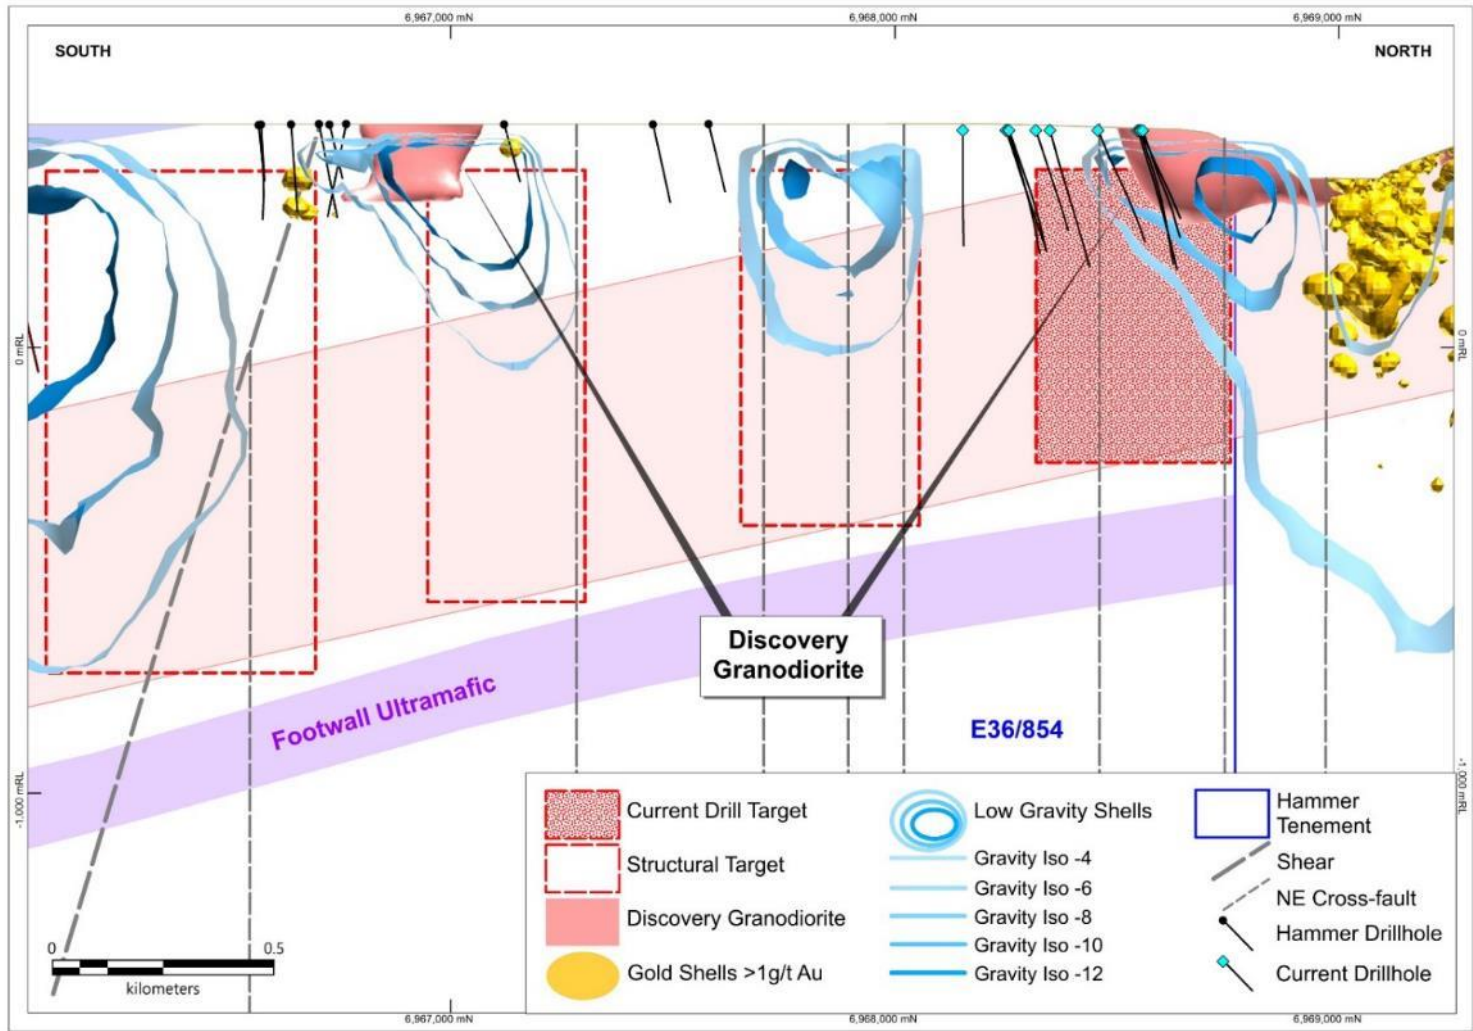 6,967,000 mN
6,968,000 mN
6,969,000 mN
SOUTH
NORTH
0 mRL
0 mRL
Discovery
Granodiorite
Footwall Ultramafic
E36/854
-1,000 mRL
-1,000 mRL
Current Drill Target
Structural Target
Discovery Granodiorite
Gold Shells >1g/t Au
Low Gravity Shells
Gravity Iso -4
Gravity Iso -6
Gravity Iso -8
Gravity Iso -10
Gravity Iso -12
Hammer
Tenement
Shear
NE Cross-fault
Hammer Drillhole
Current Drillhole
0
0.5
kilometers
6,967,000 mN
6,968,000 mN
6,969,000 mN